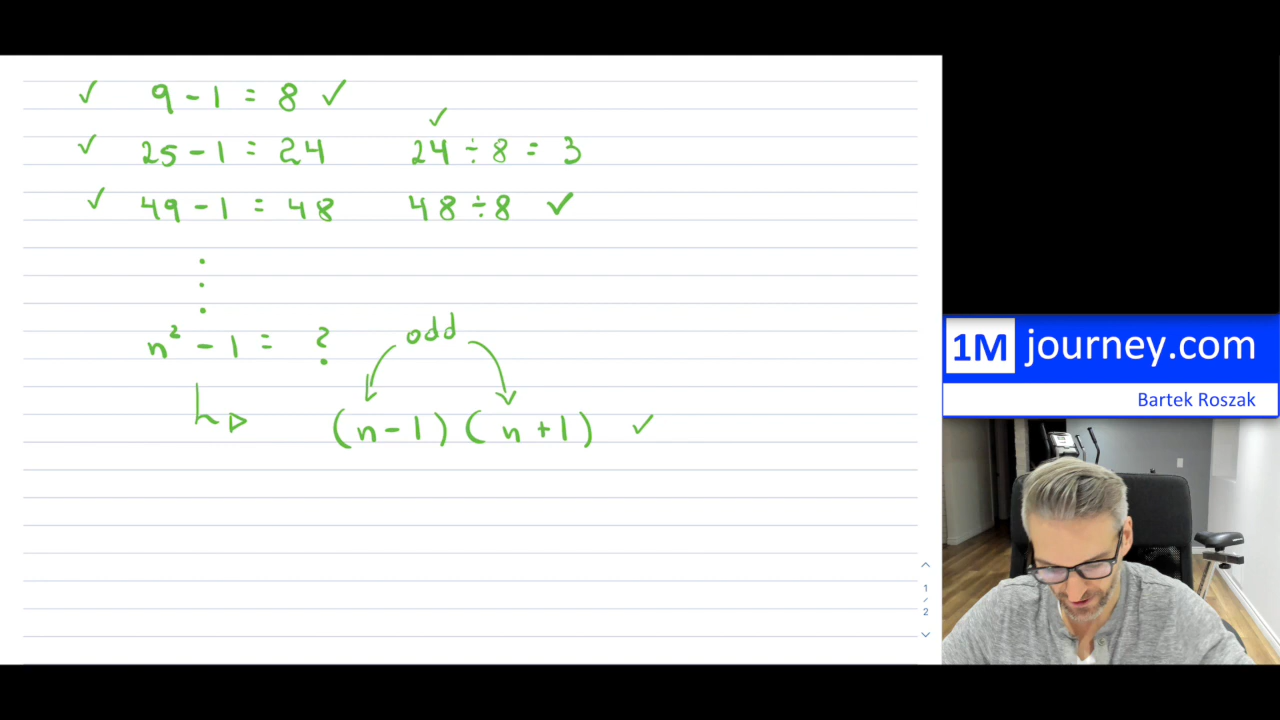 ✓ 9 - 1 = 8 ✓
✓ 25 - 1 = 24 24 ÷ 8 = 3 ✓
✓ 49 - 1 = 48 48 ÷ 8 ✓
n² - 1 = ?
odd
(n - 1) (n + 1) ✓
1M journey.com
Bartek Roszak
1
/
2